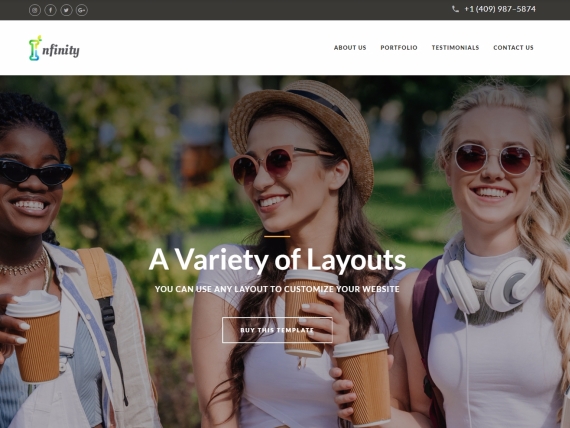 +1 (409) 987–5874
Infinity
ABOUT US PORTFOLIO TESTIMONIALS CONTACT US
A Variety of Layouts
YOU CAN USE ANY LAYOUT TO CUSTOMIZE YOUR WEBSITE
BUY THIS TEMPLATE